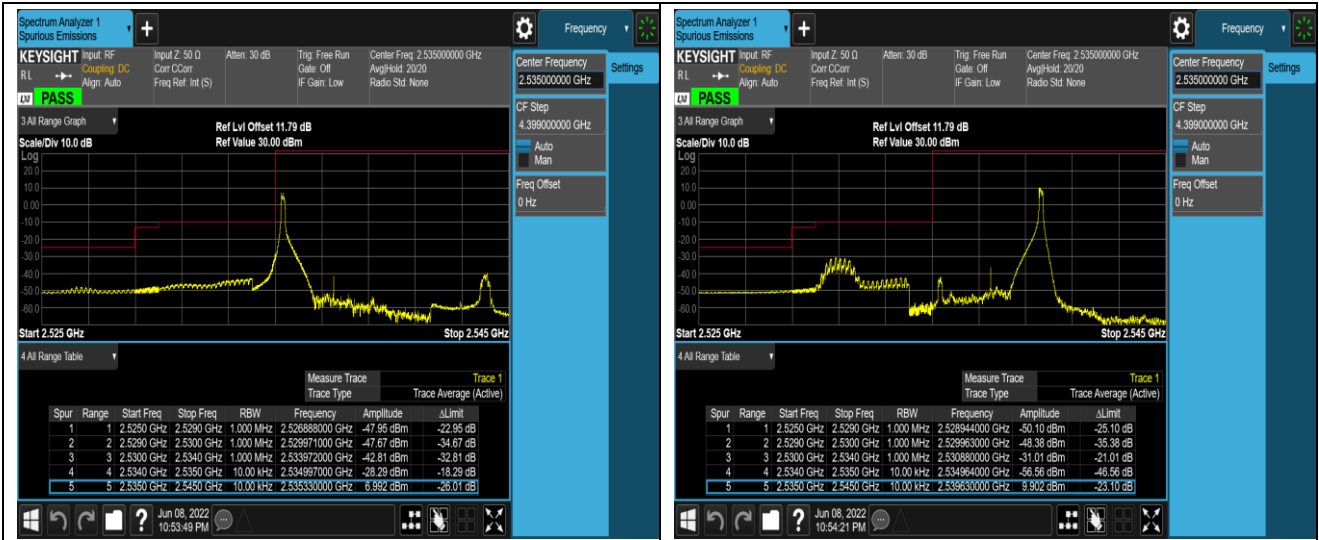 Spectrum Analyzer 1
Spurious Emissions
+
Frequency
KEYSIGHT Input: RF Input Z: 50 Ω Atten: 30 dB Trig: Free Run Center Freq: 2.535000000 GHz
RL Coupling: DC Corr CCorr Gate: Off Avg|Hold: 20/20
Align: Auto Freq Ref: Int (S) IF Gain: Low Radio Std: None
LXI PASS
3 All Range Graph
Ref Lvl Offset 11.79 dB
Scale/Div 10.0 dB Ref Value 30.00 dBm
Log
20.0
10.0
0.00
-10.0
-20.0
-30.0
-40.0
-50.0
-60.0
Start 2.525 GHz Stop 2.545 GHz
4 All Range Table
Measure Trace Trace 1
Trace Type Trace Average (Active)
Spur Range Start Freq Stop Freq RBW Frequency Amplitude ΔLimit
1 1 2.5250 GHz 2.5290 GHz 1.000 MHz 2.526888000 GHz -47.95 dBm -22.95 dB
2 2 2.5290 GHz 2.5300 GHz 1.000 MHz 2.529971000 GHz -47.67 dBm -34.67 dB
3 3 2.5300 GHz 2.5340 GHz 1.000 MHz 2.533972000 GHz -42.81 dBm -32.81 dB
4 4 2.5340 GHz 2.5350 GHz 10.00 kHz 2.534997000 GHz -28.29 dBm -18.29 dB
5 5 2.5350 GHz 2.5450 GHz 10.00 kHz 2.535330000 GHz 6.992 dBm -26.01 dB
Center Frequency
2.535000000 GHz
Settings
CF Step
4.399000000 GHz
Auto
Man
Freq Offset
0 Hz
?
Jun 08, 2022
10:53:49 PM
Spectrum Analyzer 1
Spurious Emissions
+
Frequency
KEYSIGHT Input: RF Input Z: 50 Ω Atten: 30 dB Trig: Free Run Center Freq: 2.535000000 GHz
RL Coupling: DC Corr CCorr Gate: Off Avg|Hold: 20/20
Align: Auto Freq Ref: Int (S) IF Gain: Low Radio Std: None
LXI PASS
3 All Range Graph
Ref Lvl Offset 11.79 dB
Scale/Div 10.0 dB Ref Value 30.00 dBm
Log
20.0
10.0
0.00
-10.0
-20.0
-30.0
-40.0
-50.0
-60.0
Start 2.525 GHz Stop 2.545 GHz
4 All Range Table
Measure Trace Trace 1
Trace Type Trace Average (Active)
Spur Range Start Freq Stop Freq RBW Frequency Amplitude ΔLimit
1 1 2.5250 GHz 2.5290 GHz 1.000 MHz 2.528944000 GHz -50.10 dBm -25.10 dB
2 2 2.5290 GHz 2.5300 GHz 1.000 MHz 2.529963000 GHz -48.38 dBm -35.38 dB
3 3 2.5300 GHz 2.5340 GHz 1.000 MHz 2.530880000 GHz -31.01 dBm -21.01 dB
4 4 2.5340 GHz 2.5350 GHz 10.00 kHz 2.534964000 GHz -56.56 dBm -46.56 dB
5 5 2.5350 GHz 2.5450 GHz 10.00 kHz 2.539630000 GHz 9.902 dBm -23.10 dB
Center Frequency
2.535000000 GHz
Settings
CF Step
4.399000000 GHz
Auto
Man
Freq Offset
0 Hz
?
Jun 08, 2022
10:54:21 PM